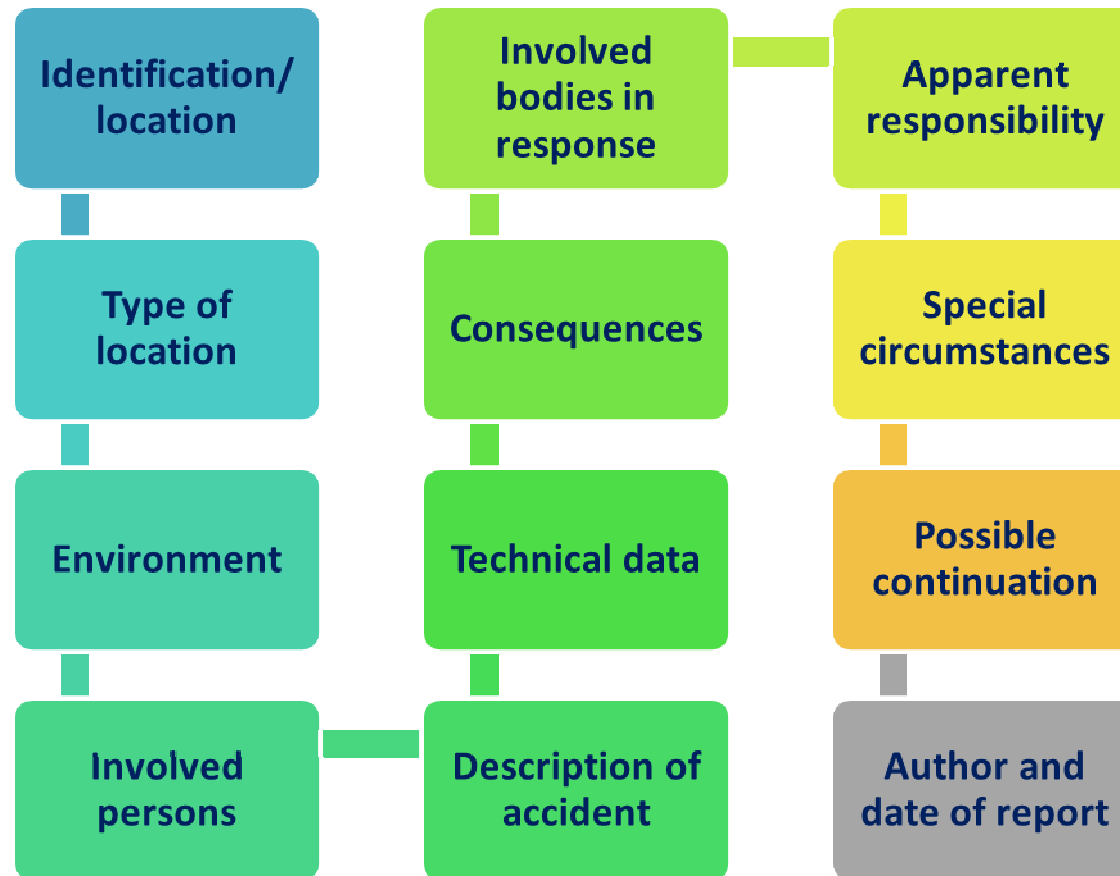 Identification/
location
Type of
location
Environment
Involved
persons
Description of
accident
Technical data
Consequences
Involved
bodies in
response
Apparent
responsibility
Special
circumstances
Possible
continuation
Author and
date of report